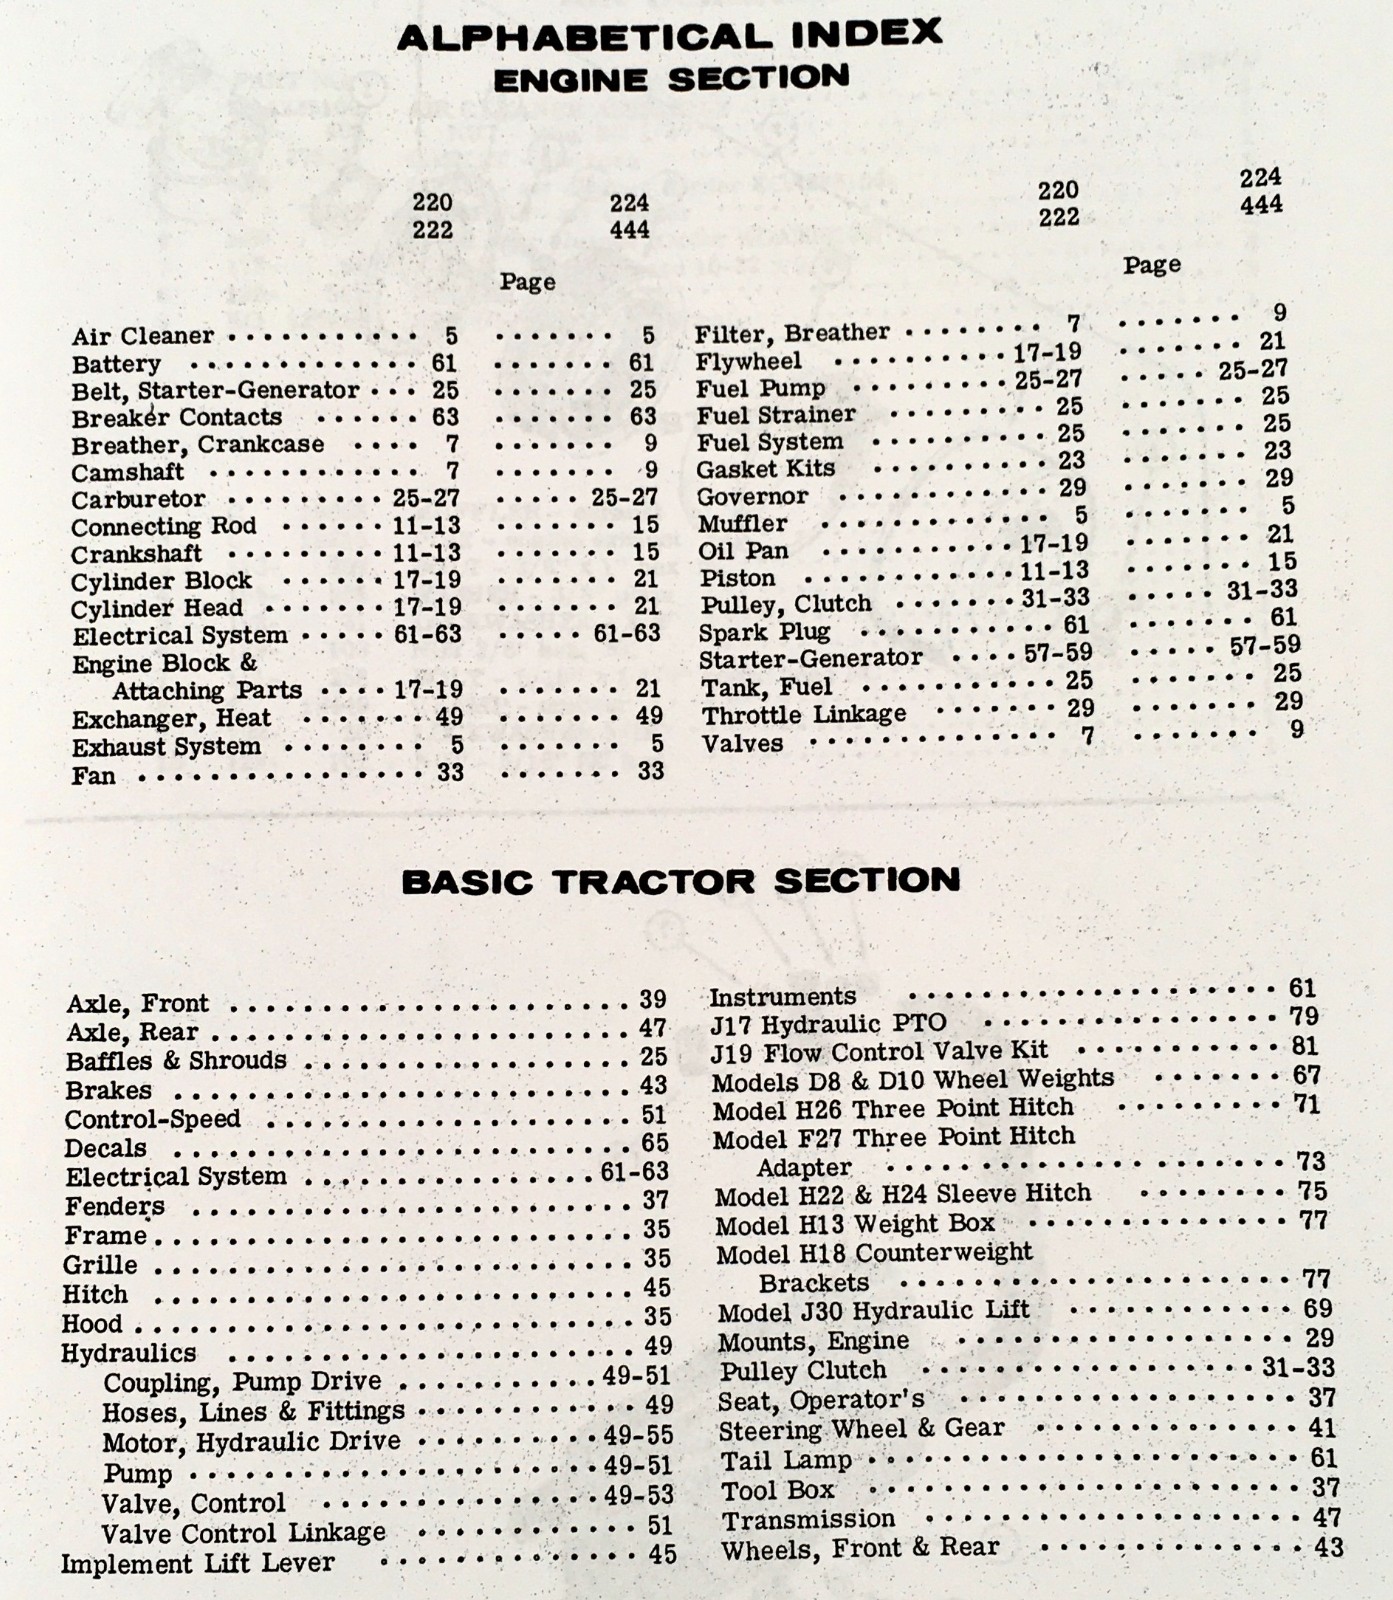 ALPHABETICAL INDEX
ENGINE SECTION
220 224
222 444
Page
Air Cleaner . . . . . . . . . . . 5 . . . . . . . 5
Battery . . . . . . . . . . . . . 61 . . . . . . . 61
Belt, Starter-Generator . . . 25 . . . . . . . 25
Breaker Contacts . . . . . . 63 . . . . . . . 63
Breather, Crankcase . . . . 7 . . . . . . . 9
Camshaft . . . . . . . . . . . . 7 . . . . . . . 9
Carburetor . . . . . . . . . 25-27 . . . . . 25-27
Connecting Rod . . . . . . 11-13 . . . . . . . 15
Crankshaft . . . . . . . . . 11-13 . . . . . . . 15
Cylinder Block . . . . . . 17-19 . . . . . . . 21
Cylinder Head . . . . . . . 17-19 . . . . . . . 21
Electrical System . . . . . 61-63 . . . . . 61-63
Engine Block &
Attaching Parts . . . . 17-19 . . . . . . . 21
Exchanger, Heat . . . . . . . 49 . . . . . . . 49
Exhaust System . . . . . . . . 5 . . . . . . . 5
Fan . . . . . . . . . . . . . . . . . 33 . . . . . . . 33
220 224
222 444
Page
Filter, Breather . . . . . . . . 7 . . . . . . . 9
Flywheel . . . . . . . . . . 17-19 . . . . . . . 21
Fuel Pump . . . . . . . . . 25-27 . . . . . 25-27
Fuel Strainer . . . . . . . . . 25 . . . . . . . 25
Fuel System . . . . . . . . . . 25 . . . . . . . 25
Gasket Kits . . . . . . . . . . 23 . . . . . . . 23
Governor . . . . . . . . . . . . 29 . . . . . . . 29
Muffler . . . . . . . . . . . . . 5 . . . . . . . 5
Oil Pan . . . . . . . . . . . 17-19 . . . . . . . 21
Piston . . . . . . . . . . . . 11-13 . . . . . . . 15
Pulley, Clutch . . . . . . . 31-33 . . . . . 31-33
Spark Plug . . . . . . . . . . . 61 . . . . . . . 61
Starter-Generator . . . . 57-59 . . . . . 57-59
Tank, Fuel . . . . . . . . . . . 25 . . . . . . . 25
Throttle Linkage . . . . . . . . 29 . . . . . . . 29
Valves . . . . . . . . . . . . . . 7 . . . . . . . 9
BASIC TRACTOR SECTION
Axle, Front . . . . . . . . . . . . . . . . . . . . . . . 39
Axle, Rear . . . . . . . . . . . . . . . . . . . . . . . 47
Baffles & Shrouds . . . . . . . . . . . . . . . . . . 25
Brakes . . . . . . . . . . . . . . . . . . . . . . . . . 43
Control-Speed . . . . . . . . . . . . . . . . . . . . 51
Decals . . . . . . . . . . . . . . . . . . . . . . . . . 65
Electrical System . . . . . . . . . . . . . . . . 61-63
Fenders . . . . . . . . . . . . . . . . . . . . . . . . 37
Frame . . . . . . . . . . . . . . . . . . . . . . . . . 35
Grille . . . . . . . . . . . . . . . . . . . . . . . . . 35
Hitch . . . . . . . . . . . . . . . . . . . . . . . . . 45
Hood . . . . . . . . . . . . . . . . . . . . . . . . . . 35
Hydraulics . . . . . . . . . . . . . . . . . . . . . . 49
Coupling, Pump Drive . . . . . . . . . . . 49-51
Hoses, Lines & Fittings . . . . . . . . . . . . 49
Motor, Hydraulic Drive . . . . . . . . . . 49-55
Pump . . . . . . . . . . . . . . . . . . . . . . 49-51
Valve, Control . . . . . . . . . . . . . . . 49-53
Valve Control Linkage . . . . . . . . . . . . 51
Implement Lift Lever . . . . . . . . . . . . . . 45
Instruments . . . . . . . . . . . . . . . . . . . . 61
J17 Hydraulic PTO . . . . . . . . . . . . . . . . 79
J19 Flow Control Valve Kit . . . . . . . . . . . 81
Models D8 & D10 Wheel Weights . . . . . . . 67
Model H26 Three Point Hitch . . . . . . . . . 71
Model F27 Three Point Hitch
Adapter . . . . . . . . . . . . . . . . . . . . . 73
Model H22 & H24 Sleeve Hitch . . . . . . . . 75
Model H13 Weight Box . . . . . . . . . . . . . . 77
Model H18 Counterweight
Brackets . . . . . . . . . . . . . . . . . . . . 77
Model J30 Hydraulic Lift . . . . . . . . . . . . 69
Mounts, Engine . . . . . . . . . . . . . . . . . . 29
Pulley Clutch . . . . . . . . . . . . . . . . . 31-33
Seat, Operator's . . . . . . . . . . . . . . . . . . 37
Steering Wheel & Gear . . . . . . . . . . . . . . 41
Tail Lamp . . . . . . . . . . . . . . . . . . . . . . . 61
Tool Box . . . . . . . . . . . . . . . . . . . . . . . 37
Transmission . . . . . . . . . . . . . . . . . . . . 47
Wheels, Front & Rear . . . . . . . . . . . . . . 43